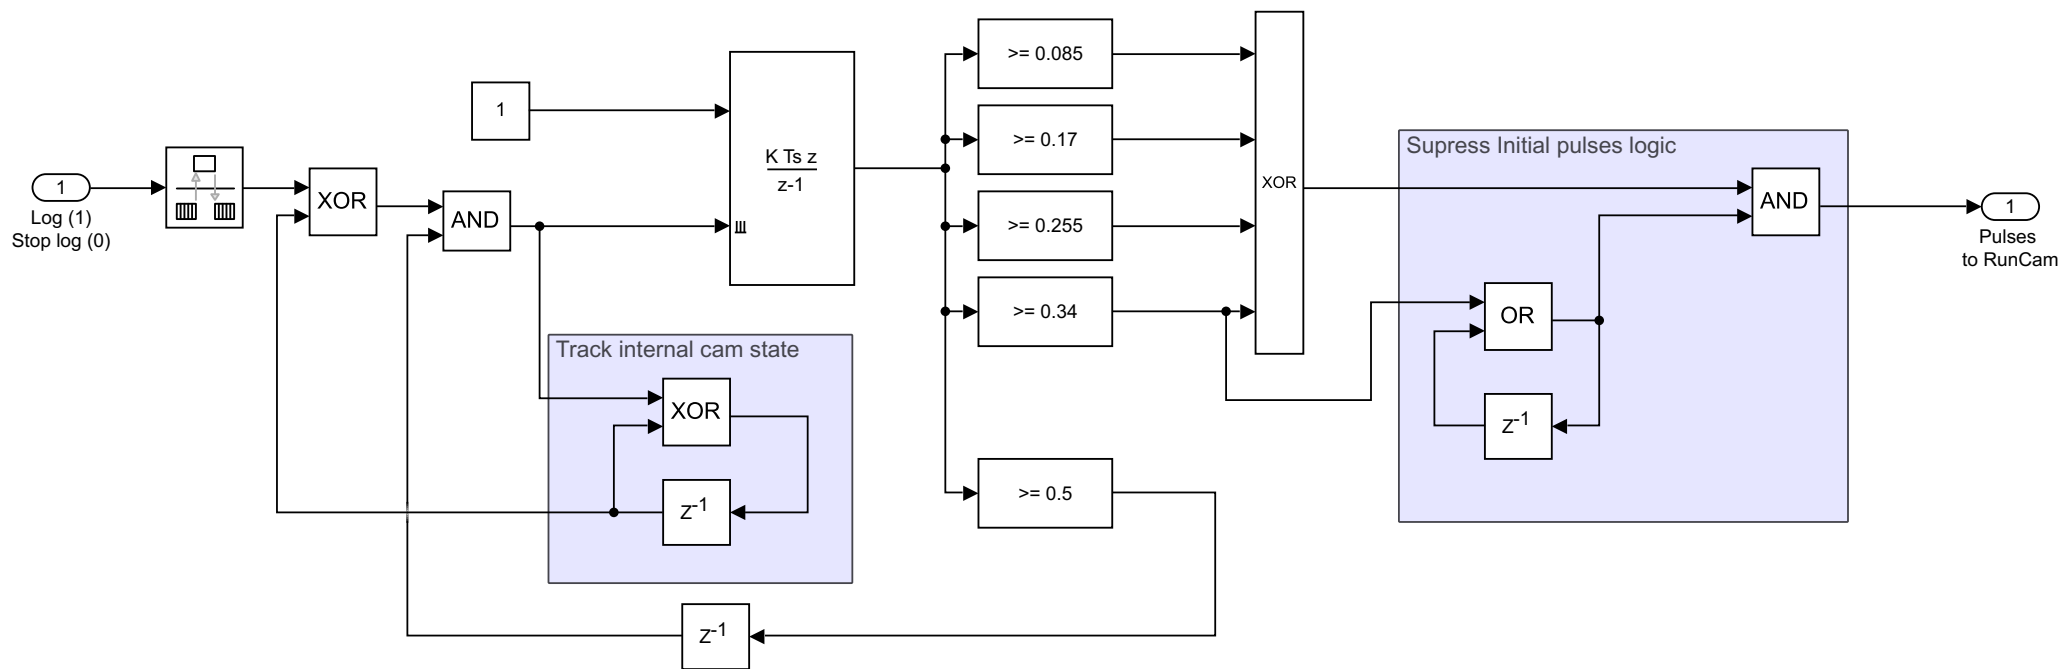 1
Log (1)
Stop log (0)
XOR
AND
1
K Ts z
z-1
>= 0.085
>= 0.17
>= 0.255
>= 0.34
>= 0.5
XOR
Track internal cam state
XOR
z-1
z-1
Supress Initial pulses logic
AND
OR
z-1
1
Pulses
to RunCam